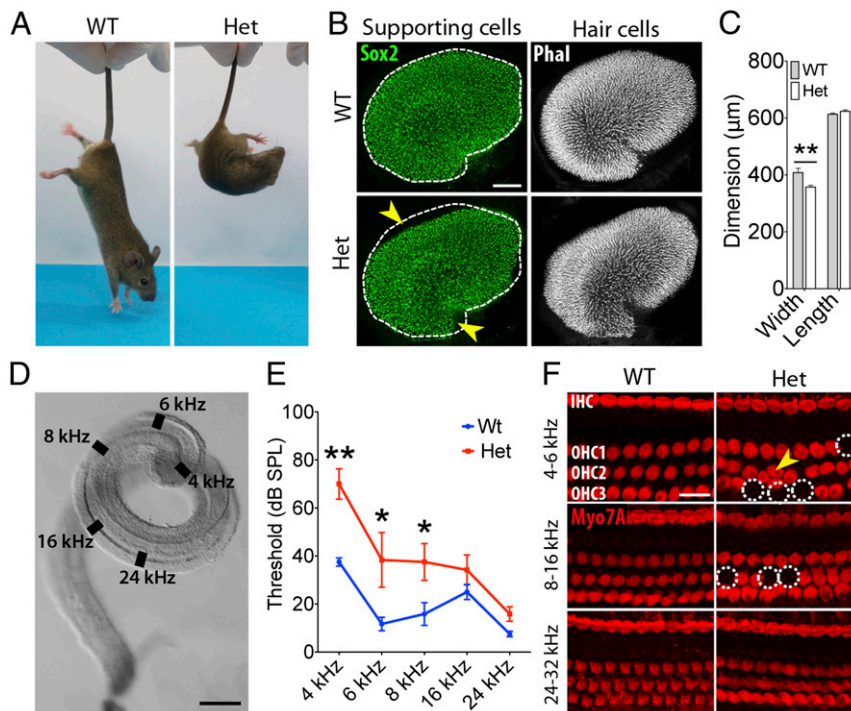 A
WT
Het
B
Supporting cells
Hair cells
Sox2
Phal
WT
Het
C
WT
Het
Dimension (µm)
800
600
400
200
0
**
Width
Length
D
6 kHz
8 kHz
4 kHz
16 kHz
24 kHz
E
Threshold (dB SPL)
100
80
60
40
20
0
Wt
Het
**
*
*
4 kHz
6 kHz
8 kHz
16 kHz
24 kHz
F
WT
Het
4-6 kHz
IHC
OHC1
OHC2
OHC3
8-16 kHz
Myo7A
24-32 kHz